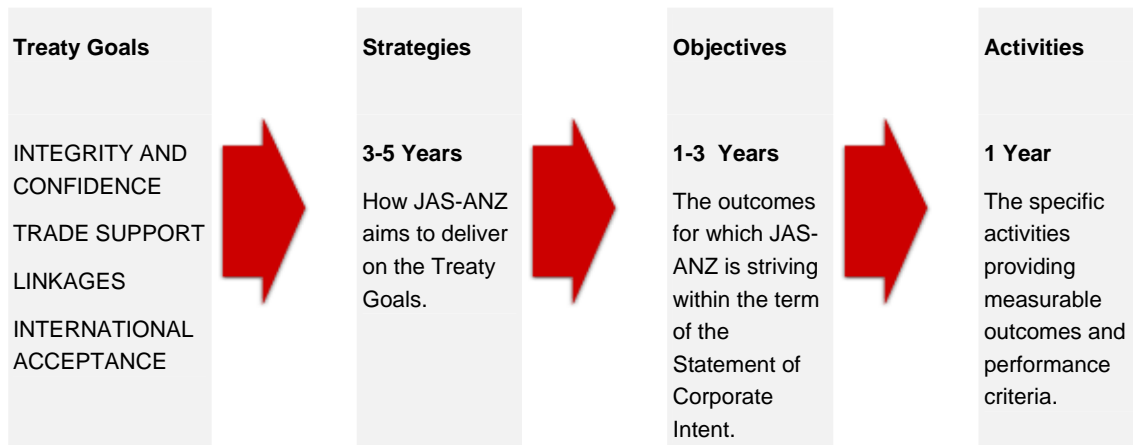 Treaty Goals
INTEGRITY AND
CONFIDENCE
TRADE SUPPORT
LINKAGES
INTERNATIONAL
ACCEPTANCE
Strategies
3-5 Years
How JAS-ANZ
aims to deliver
on the Treaty
Goals.
Objectives
1-3 Years
The outcomes
for which JAS-
ANZ is striving
within the term
of the
Statement of
Corporate
Intent.
Activities
1 Year
The specific
activities
providing
measurable
outcomes and
performance
criteria.